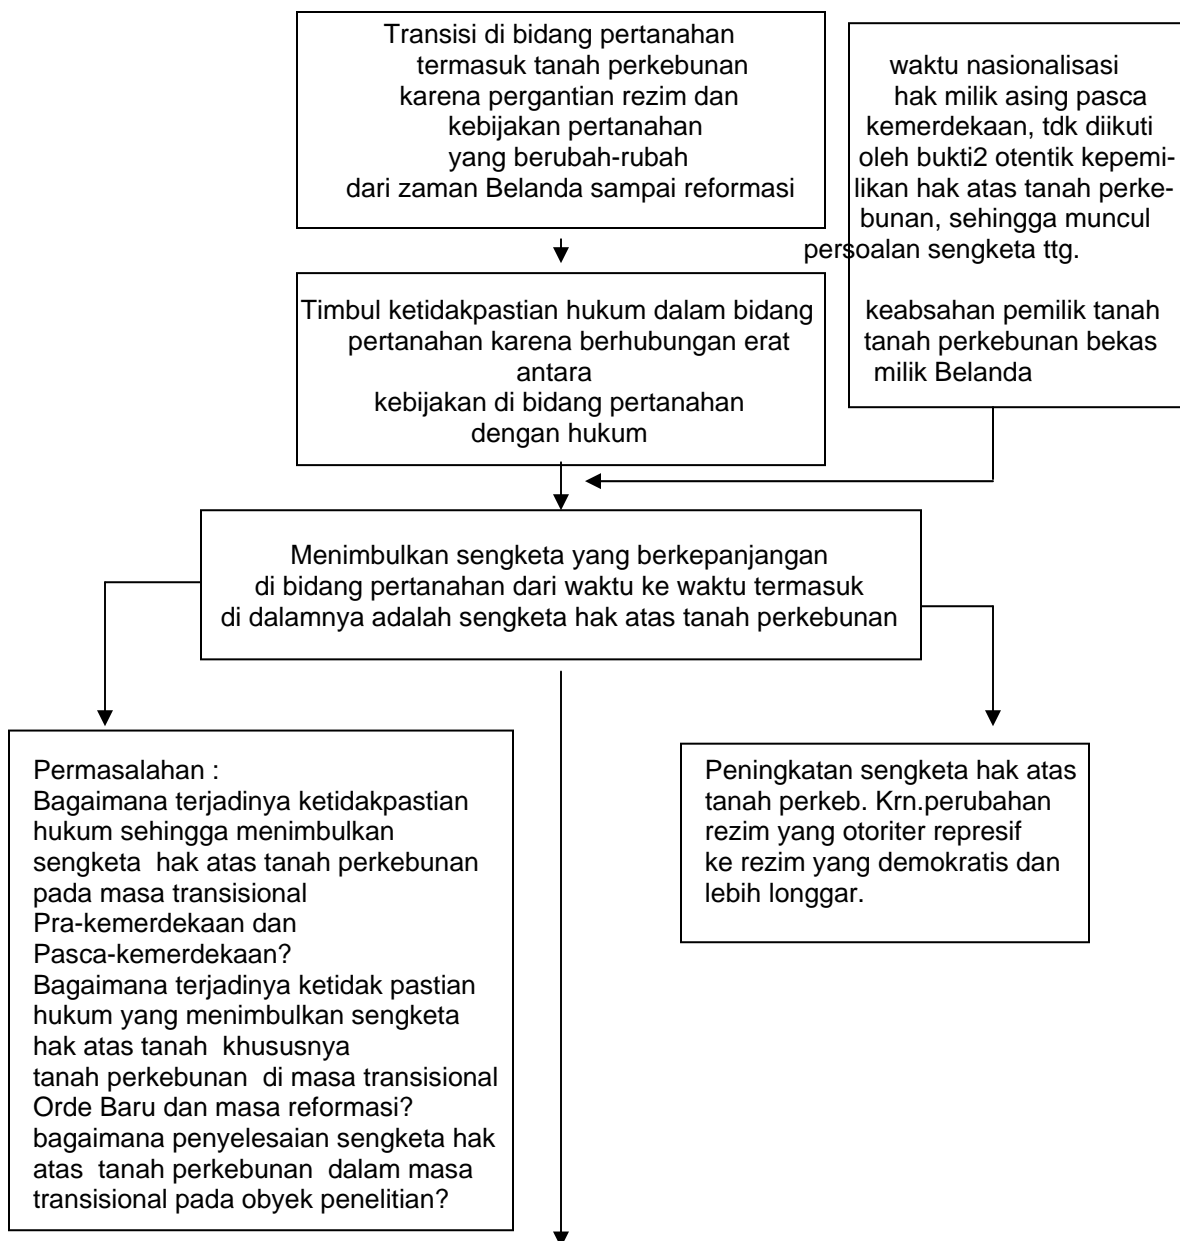 Transisi di bidang pertanahan
termasuk tanah perkebunan
karena pergantian rezim dan
kebijakan pertanahan
yang berubah-rubah
dari zaman Belanda sampai reformasi
waktu nasionalisasi
hak milik asing pasca
kemerdekaan, tdk diikuti
oleh bukti2 otentik kepemi-
likan hak atas tanah perke-
bunan, sehingga muncul
persoalan sengketa ttg.
keabsahan pemilik tanah
tanah perkebunan bekas
milik Belanda
Timbul ketidakpastian hukum dalam bidang
pertanahan karena berhubungan erat
antara
kebijakan di bidang pertanahan
dengan hukum
Menimbulkan sengketa yang berkepanjangan
di bidang pertanahan dari waktu ke waktu termasuk
di dalamnya adalah sengketa hak atas tanah perkebunan
Permasalahan :
Bagaimana terjadinya ketidakpastian
hukum sehingga menimbulkan
sengketa hak atas tanah perkebunan
pada masa transisional
Pra-kemerdekaan dan
Pasca-kemerdekaan?
Bagaimana terjadinya ketidak pastian
hukum yang menimbulkan sengketa
hak atas tanah khususnya
tanah perkebunan di masa transisional
Orde Baru dan masa reformasi?
bagaimana penyelesaian sengketa hak
atas tanah perkebunan dalam masa
transisional pada obyek penelitian?
Peningkatan sengketa hak atas
tanah perkeb. Krn.perubahan
rezim yang otoriter represif
ke rezim yang demokratis dan
lebih longgar.